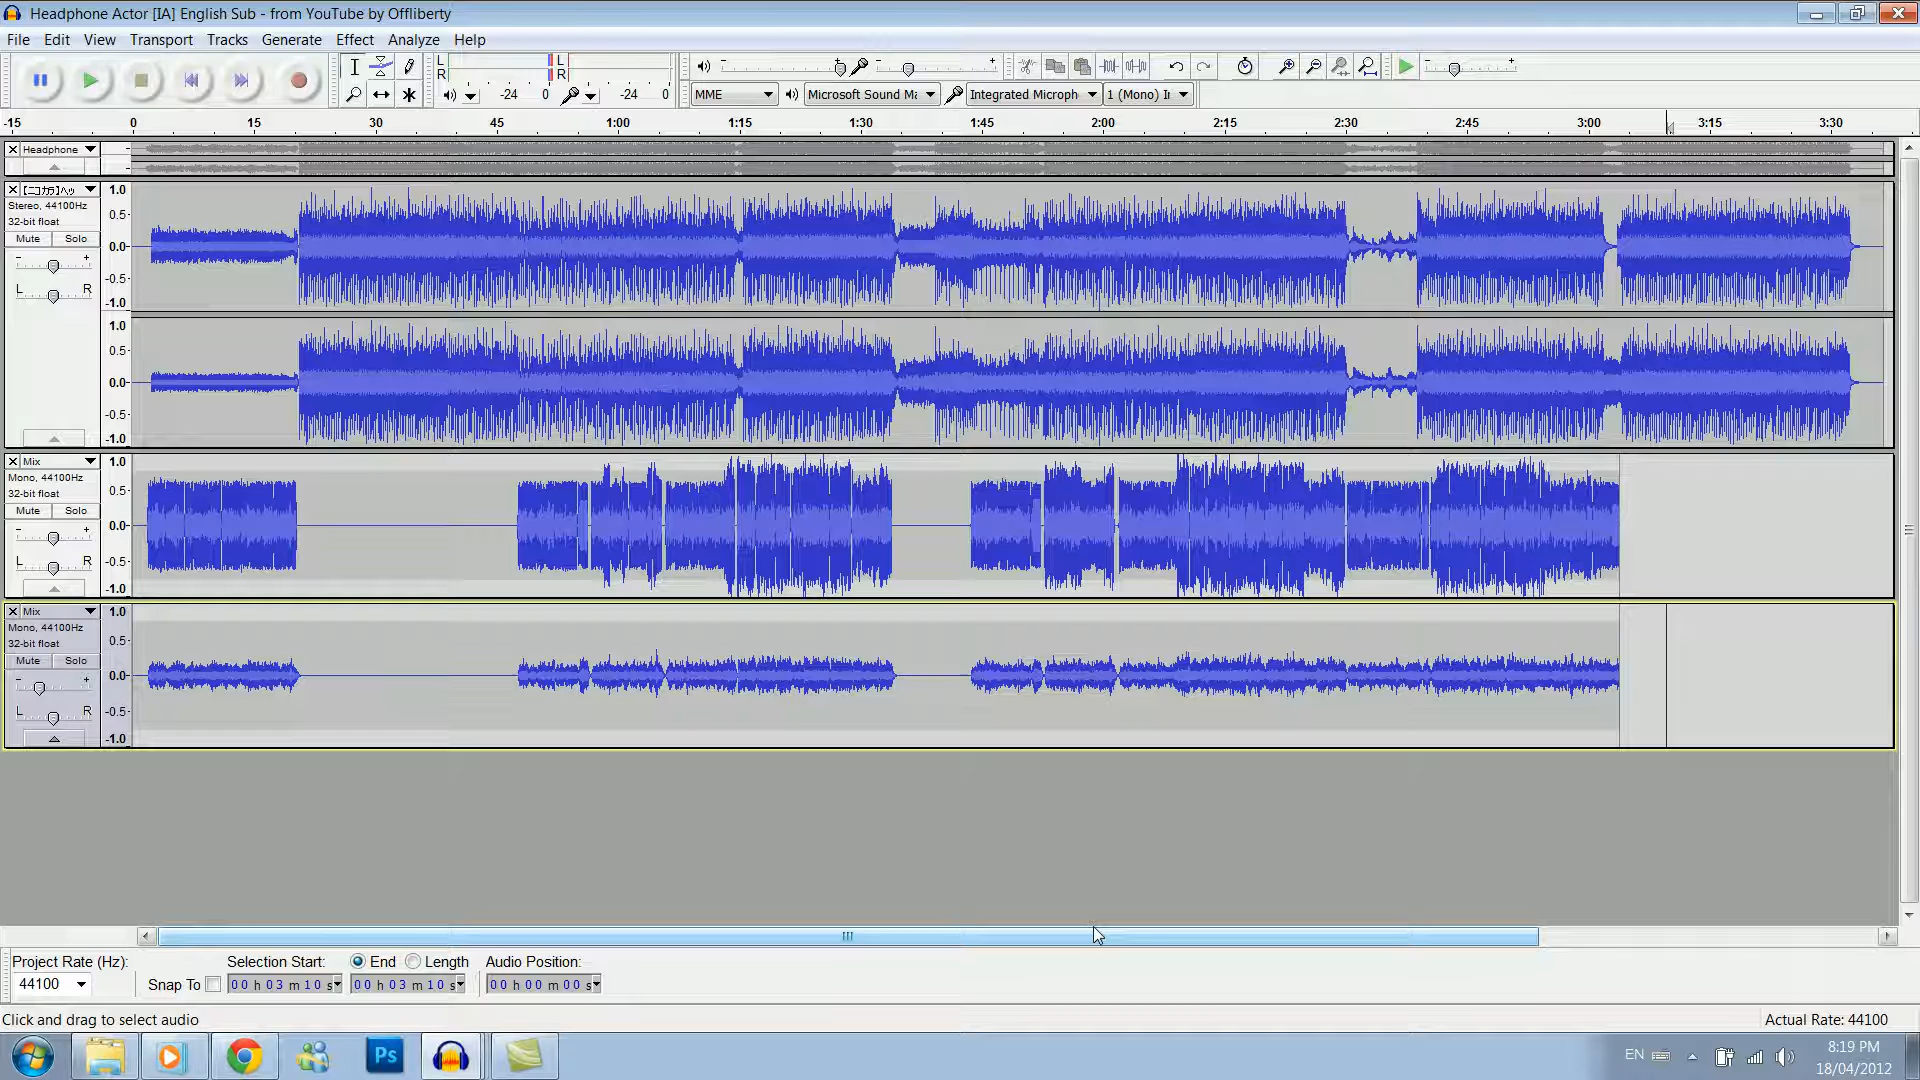 Headphone Actor [IA] English Sub - from YouTube by Offliberty
File Edit View Transport Tracks Generate Effect Analyze Help
L R L R
-24 0 -24 0
MME Microsoft Sound Ma Integrated Microph 1 (Mono) Ir
-15 0 15 30 45 1:00 1:15 1:30 1:45 2:00 2:15 2:30 2:45 3:00 3:15 3:30
Headphone
【ニコカラ】ヘッ
Stereo, 44100Hz
32-bit float
Mute Solo
- +
L R
1.0
0.5-
0.0-
-0.5-
-1.0
1.0
0.5-
0.0-
-0.5-
-1.0
Mix
Mono, 44100Hz
32-bit float
Mute Solo
- +
L R
1.0
0.5-
0.0-
-0.5-
-1.0
Mix
Mono, 44100Hz
32-bit float
Mute Solo
- +
L R
1.0
0.5-
0.0-
-0.5-
-1.0
Project Rate (Hz): Selection Start: End Length Audio Position:
44100 Snap To 00 h 03 m 10 s 00 h 03 m 10 s 00 h 00 m 00 s
Click and drag to select audio Actual Rate: 44100
Ps EN 8:19 PM
18/04/2012